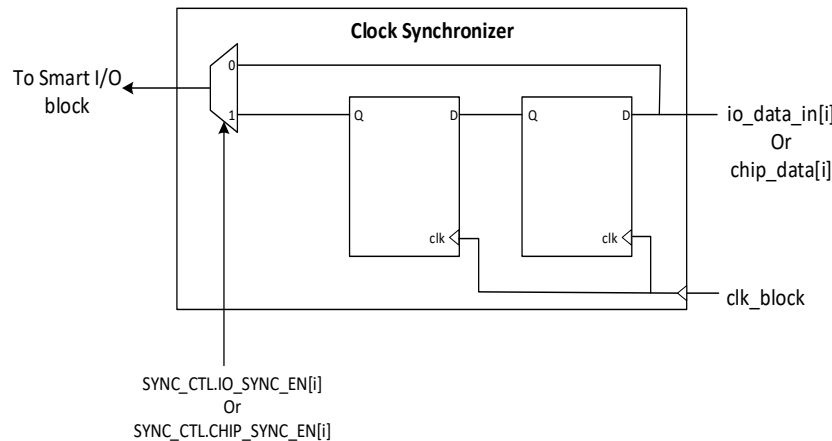 Clock Synchronizer
To Smart I/O
block
0
1
Q
D
Q
D
io_data_in[i]
Or
chip_data[i]
clk
clk
clk_block
SYNC_CTL.IO_SYNC_EN[i]
Or
SYNC_CTL.CHIP_SYNC_EN[i]